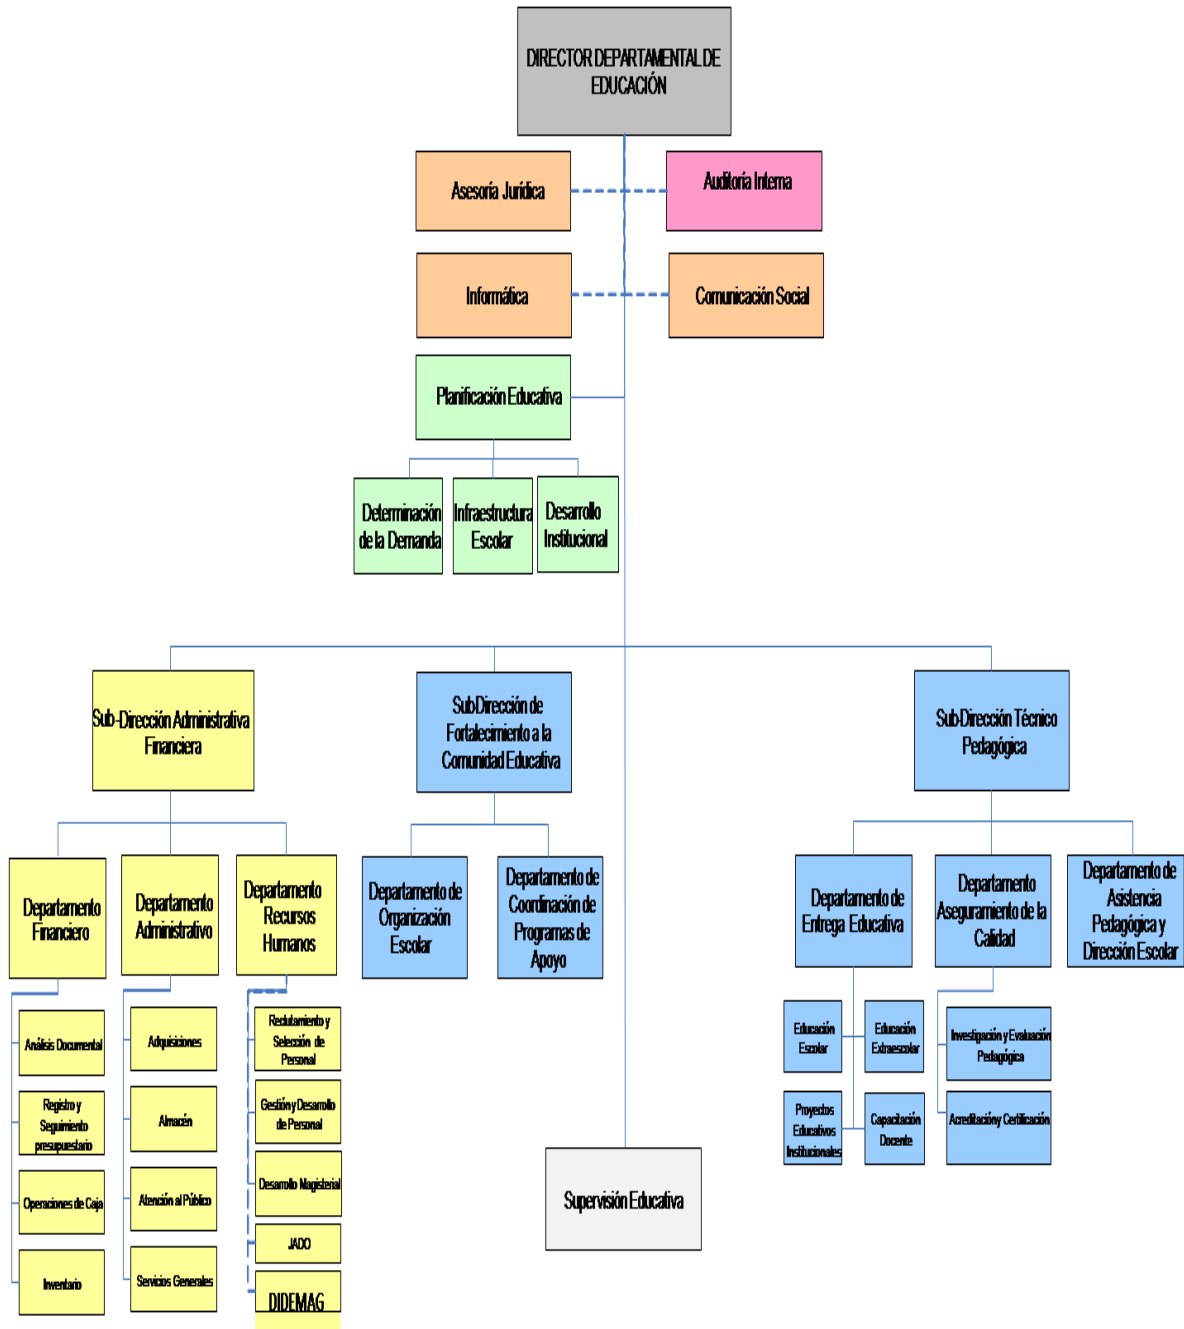 DIRECTOR DEPARTAMENTAL DE
EDUCACIÓN
Asesoría Jurídica
Auditoría Interna
Informática
Comunicación Social
Planificación Educativa
Determinación
de la Demanda
Infraestructura
Escolar
Desarrollo
Institucional
Sub-Dirección Administrativa
Financiera
SubDirección de
Fortalecimiento a la
Comunidad Educativa
Sub-Dirección Técnico
Pedagógica
Departamento
Financiero
Departamento
Administrativo
Departamento
Recursos
Humanos
Departamento de
Organización
Escolar
Departamento de
Coordinación de
Programas de
Apoyo
Departamento de
Entrega Educativa
Departamento
Aseguramiento de la
Calidad
Departamento de
Asistencia
Pedagógica y
Dirección Escolar
Análisis Documental
Registro y
Seguimiento
presupuestario
Operaciones de Caja
Inventario
Adquisiciones
Almacén
Atención al Público
Servicios Generales
Reclutamiento y
Selección de
Personal
Gestión y Desarrollo
de Personal
Desarrollo Magisterial
JADO
DIDEMAG
Educación
Escolar
Educación
Extraescolar
Proyectos
Educativos
Institucionales
Capacitación
Docente
Investigación y Evaluación
Pedagógica
Acreditación y Certificación
Supervisión Educativa